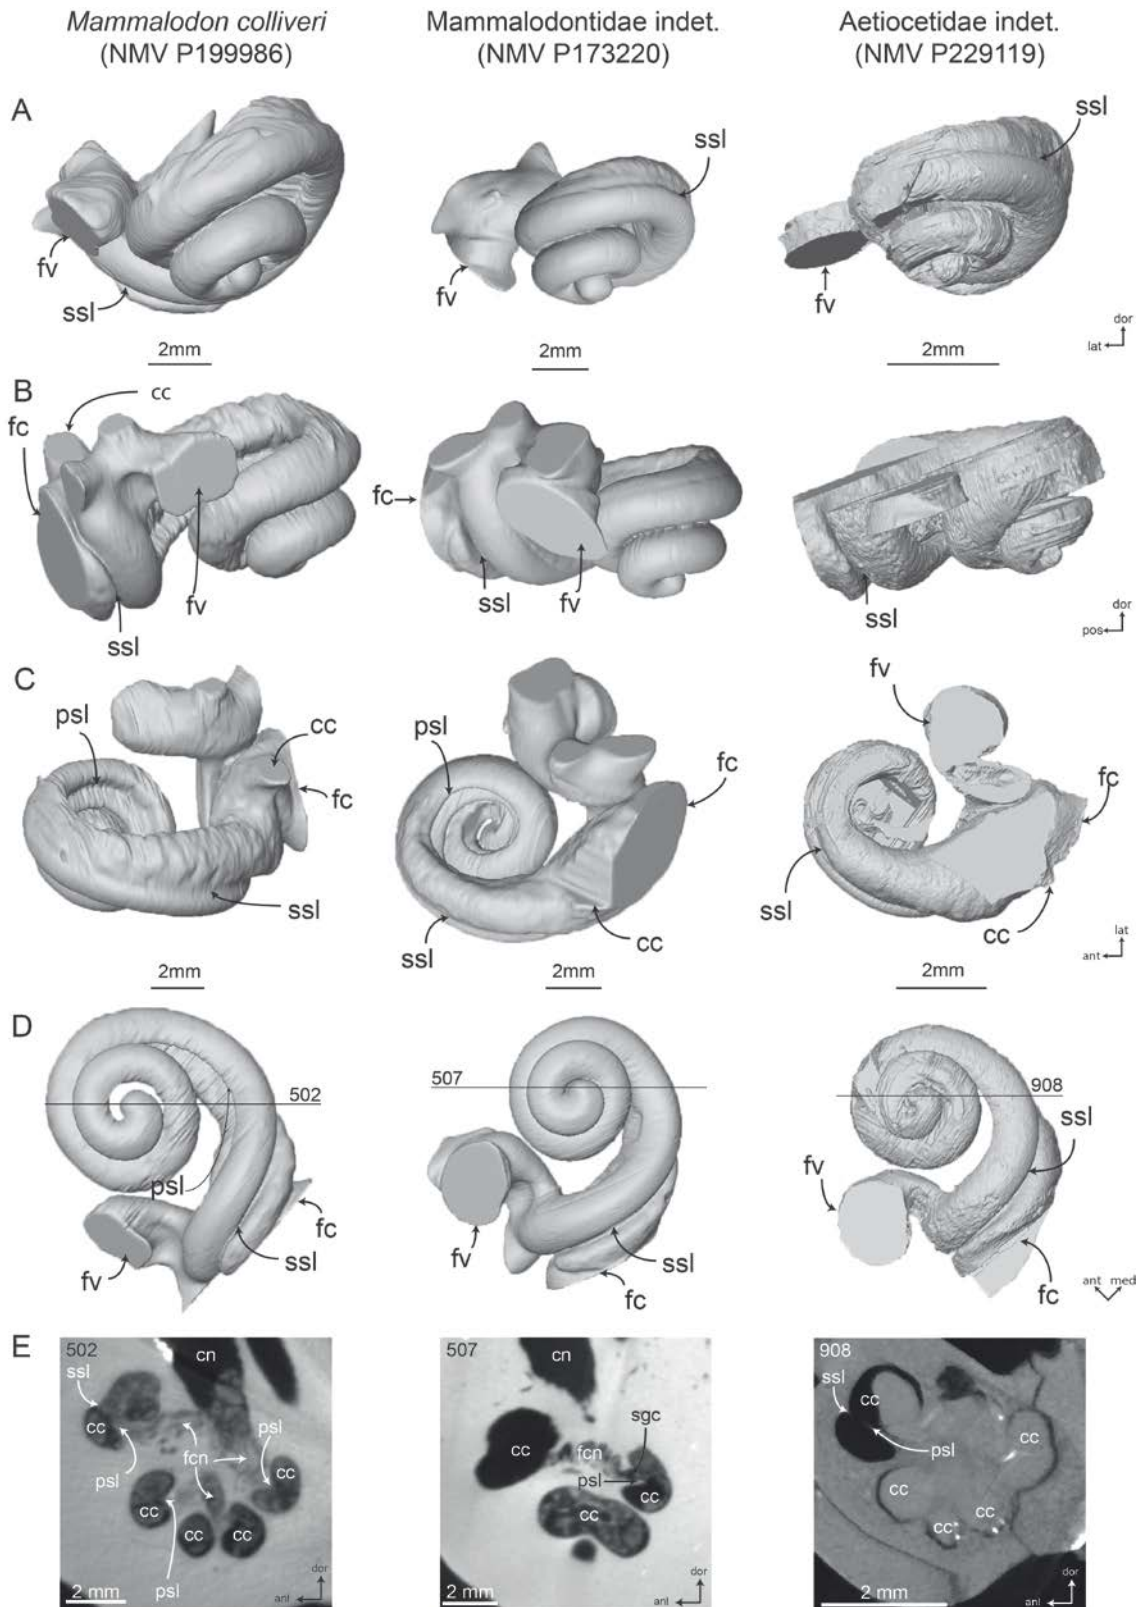 Mammalodon colliveri
(NMV P199986)
Mammalodontidae indet.
(NMV P173220)
Aetiocetidae indet.
(NMV P229119)
A
fv
ssl
2mm
fv
ssl
2mm
fv
ssl
2mm
dor
lat
B
cc
fc
fv
ssl
fc
ssl
fv
ssl
dor
pos
C
psl
cc
fc
ssl
2mm
psl
fc
ssl
cc
2mm
fv
fc
ssl
cc
2mm
lat
ant
D
502
psl
fc
ssl
fv
507
fv
ssl
fc
908
ssl
fv
fc
ant med
E
502
cn
ssl
cc
psl
fcn
psl
cc
cc
cc
cc
psl
2 mm
dor
ant
507
cn
sgc
cc
fcn
psl
cc
cc
2 mm
dor
ant
908
ssl
cc
psl
cc
cc
cc
cc
2 mm
dor
ant